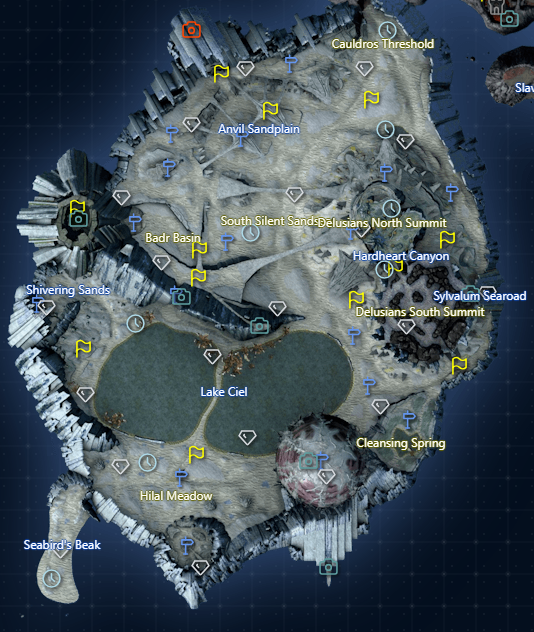 Cauldros Threshold
Slav
Anvil Sandplain
South Silent Sands
Delusians North Summit
Badr Basin
Hardheart Canyon
Shivering Sands
Sylvalum Searoad
Delusians South Summit
Lake Ciel
Cleansing Spring
Hilal Meadow
Seabird's Beak